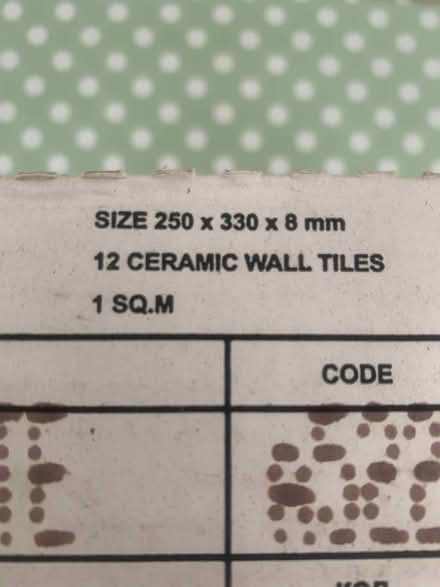 SIZE 250 x 330 x 8 mm
12 CERAMIC WALL TILES
1 SQ.M
CODE